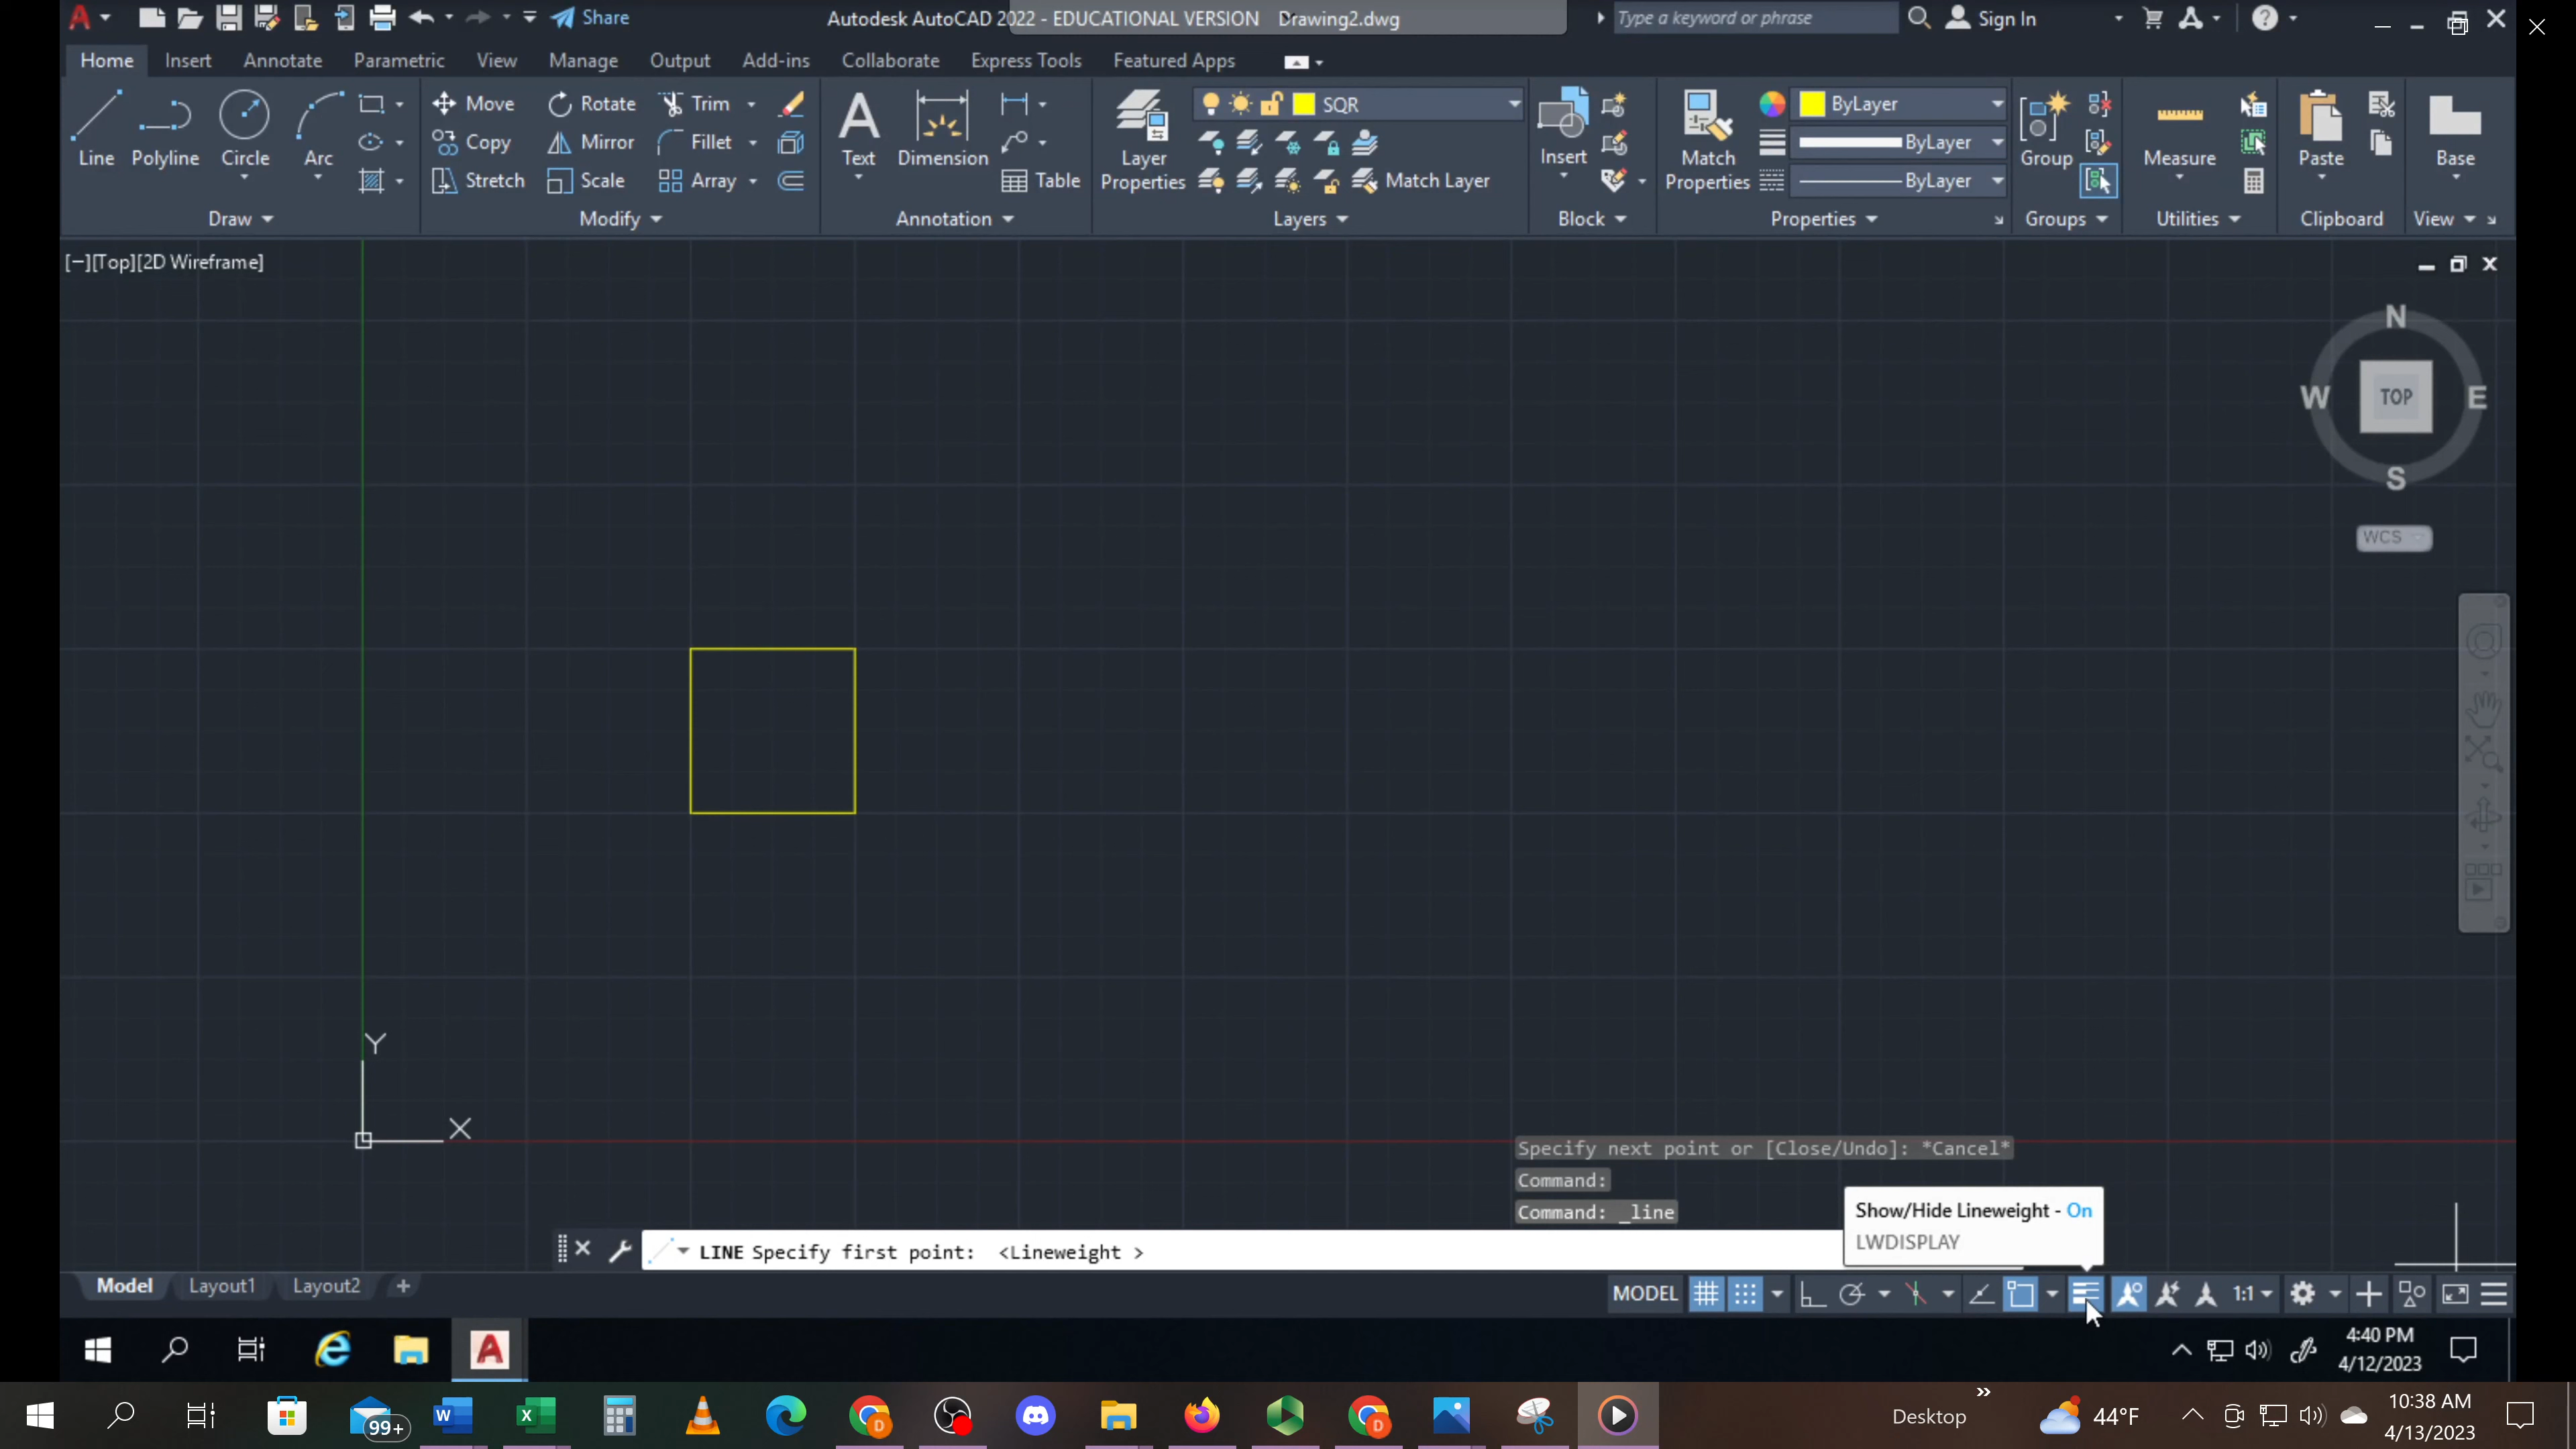 Share
Autodesk AutoCAD 2022 - EDUCATIONAL VERSION Drawing2.dwg
Type a keyword or phrase
Sign In
Home Insert Annotate Parametric View Manage Output Add-ins Collaborate Express Tools Featured Apps
Line Polyline Circle Arc
Move Rotate Trim
Copy Mirror Fillet
Stretch Scale Array
Text Dimension
Table
Layer Properties
SQR
Match Layer
Insert
Match Properties
ByLayer
ByLayer
ByLayer
Group
Measure
Paste
Base
Draw Modify Annotation Layers Block Properties Groups Utilities Clipboard View
[−][Top][2D Wireframe]
N
W TOP E
S
WCS
Y
X
Specify next point or [Close/Undo]: *Cancel*
Command:
Command: _line
Show/Hide Lineweight - On
LWDISPLAY
LINE Specify first point: <Lineweight >
Model Layout1 Layout2 +
MODEL 1:1
4:40 PM
4/12/2023
99+
Desktop
44°F
10:38 AM
4/13/2023